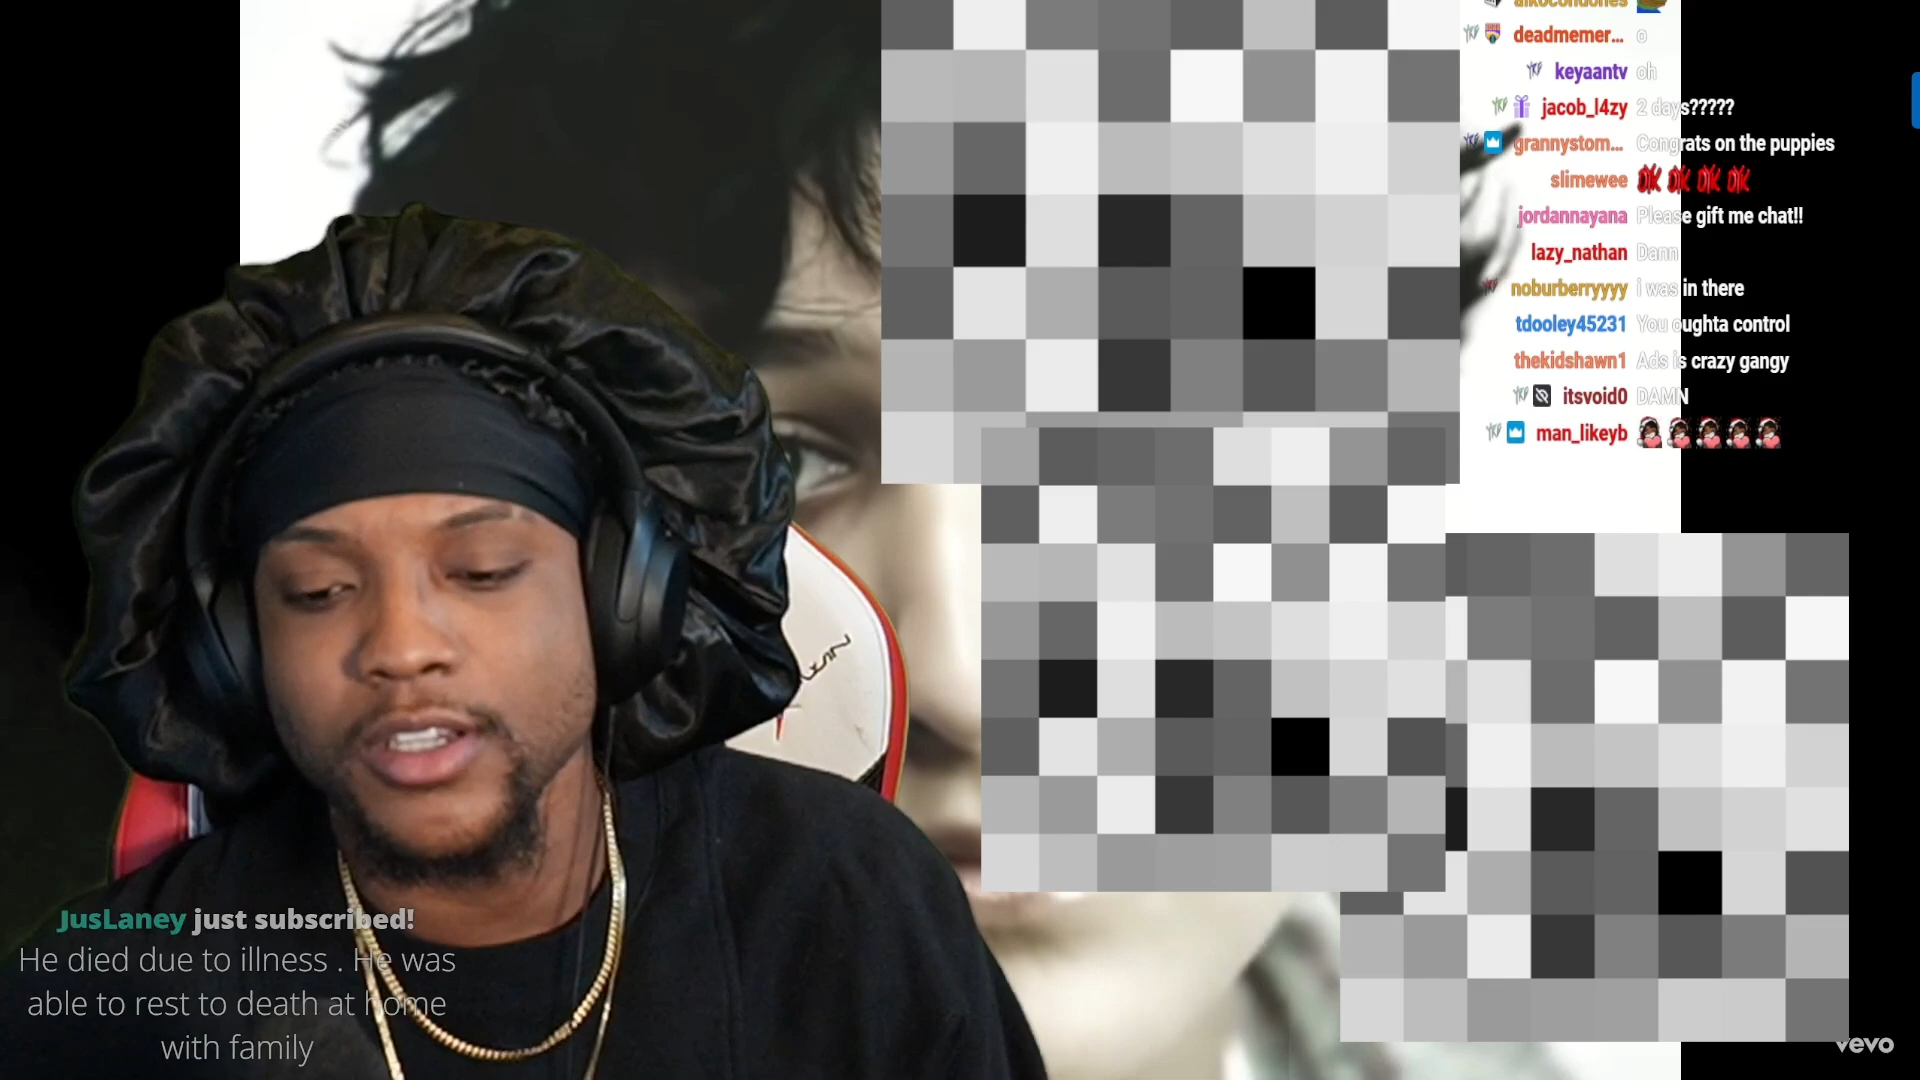 aikocondones
deadmemer... o
keyaantv oh
jacob_l4zy 2 days?????
grannystom... Congrats on the puppies
slimewee
jordannayana Please gift me chat!!
lazy_nathan Dann
noburberryyyy i was in there
tdooley45231 You oughta control
thekidshawn1 Ads is crazy gangy
itsvoid0 DAMN
man_likeyb
JusLaney just subscribed!
He died due to illness . He was
able to rest to death at home
with family
vevo